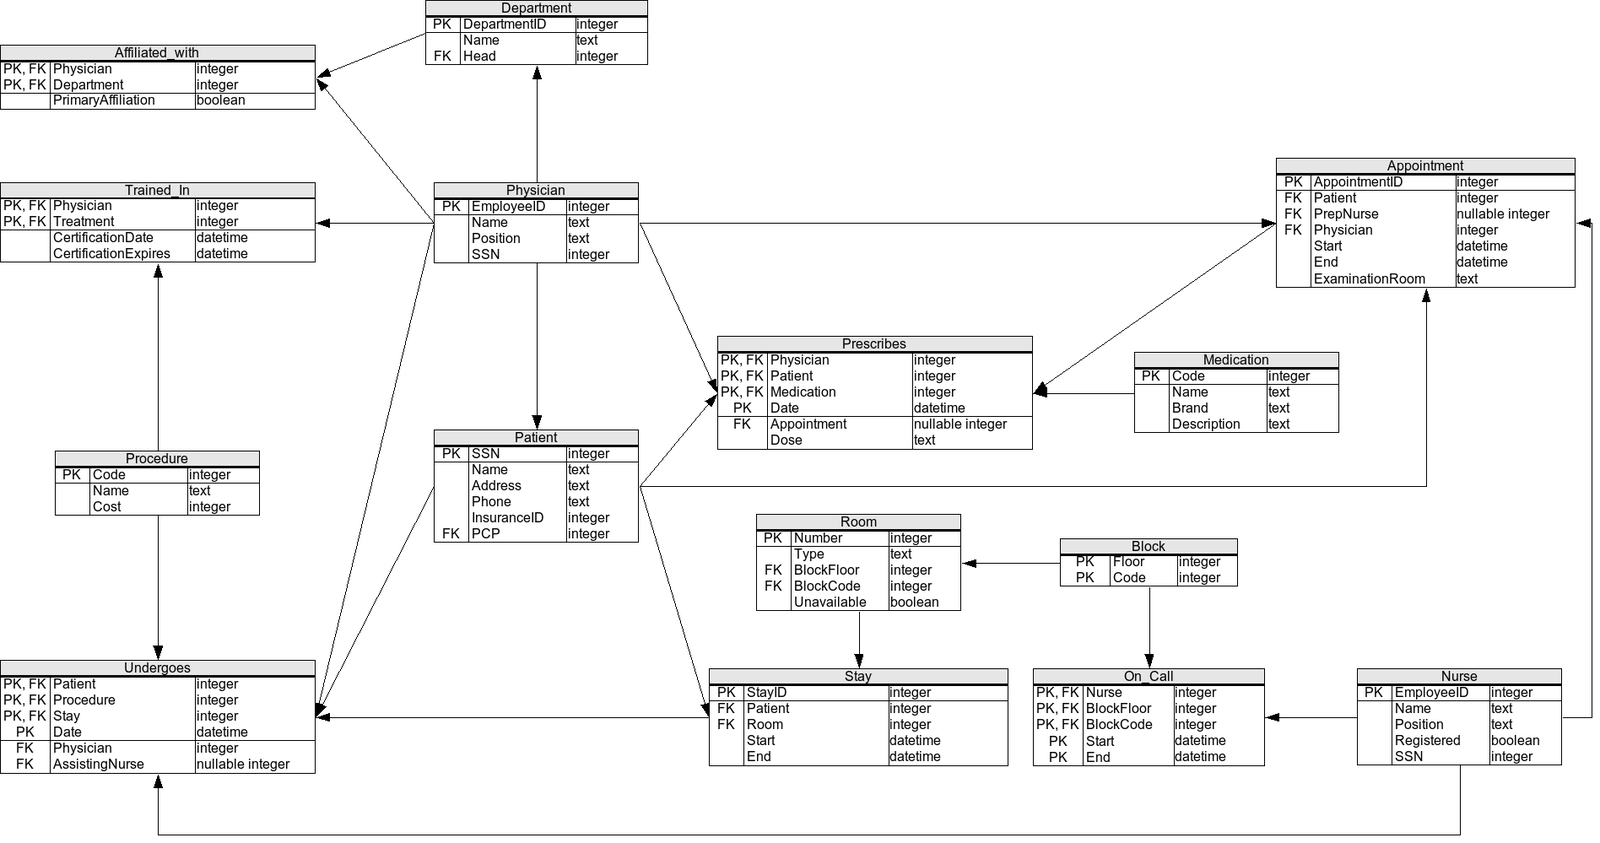 Department
PK DepartmentID integer
Name text
FK Head integer
Affiliated_with
PK, FK Physician integer
PK, FK Department integer
PrimaryAffiliation boolean
Appointment
PK AppointmentID integer
FK Patient integer
FK PrepNurse nullable integer
FK Physician integer
Start datetime
End datetime
ExaminationRoom text
Trained_In
PK, FK Physician integer
PK, FK Treatment integer
CertificationDate datetime
CertificationExpires datetime
Physician
PK EmployeeID integer
Name text
Position text
SSN integer
Prescribes
PK, FK Physician integer
PK, FK Patient integer
PK, FK Medication integer
PK Date datetime
FK Appointment nullable integer
Dose text
Medication
PK Code integer
Name text
Brand text
Description text
Patient
PK SSN integer
Name text
Address text
Phone text
InsuranceID integer
FK PCP integer
Procedure
PK Code integer
Name text
Cost integer
Room
PK Number integer
Type text
FK BlockFloor integer
FK BlockCode integer
Unavailable boolean
Block
PK Floor integer
PK Code integer
Undergoes
PK, FK Patient integer
PK, FK Procedure integer
PK, FK Stay integer
PK Date datetime
FK Physician integer
FK AssistingNurse nullable integer
Stay
PK StayID integer
FK Patient integer
FK Room integer
Start datetime
End datetime
On_Call
PK, FK Nurse integer
PK, FK BlockFloor integer
PK, FK BlockCode integer
PK Start datetime
PK End datetime
Nurse
PK EmployeeID integer
Name text
Position text
Registered boolean
SSN integer